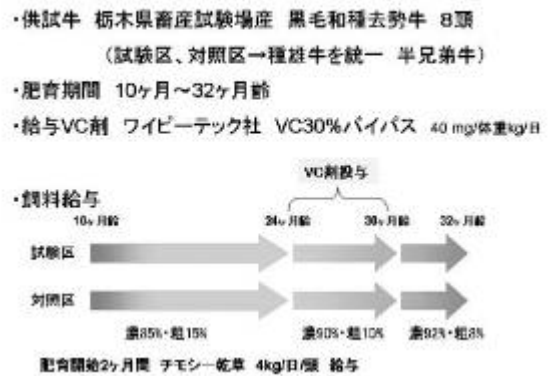 ・供試牛 栃木県畜産試験場産 黒毛和種去勢牛 8頭
（試験区、対照区→種雄牛を統一 半兄弟牛）
・肥育期間 10ヶ月～32ヶ月齢
・給与VC剤 ワイピーテック社 VC30%バイパス 40 mg/体重kg/日
VC剤投与
・飼料給与
10ヶ月齢 24ヶ月齢 30ヶ月齢 32ヶ月齢
試験区
対照区
濃85%・粗15% 濃90%・粗10% 濃92%・粗8%
肥育開始2ヶ月間 チモシー乾草 4kg/日/頭 給与